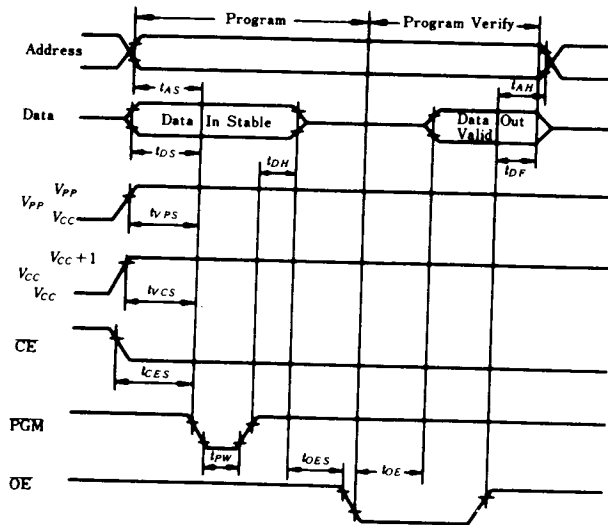 Program Program Verify
Address
tAS tAH
Data Data In Stable Data Out
Valid
tDS tDH tDF
VPP VPP
VCC tVPS
VCC + 1
VCC VCC tVCS
CE
tCES
PGM
tPW tOES tOE
OE